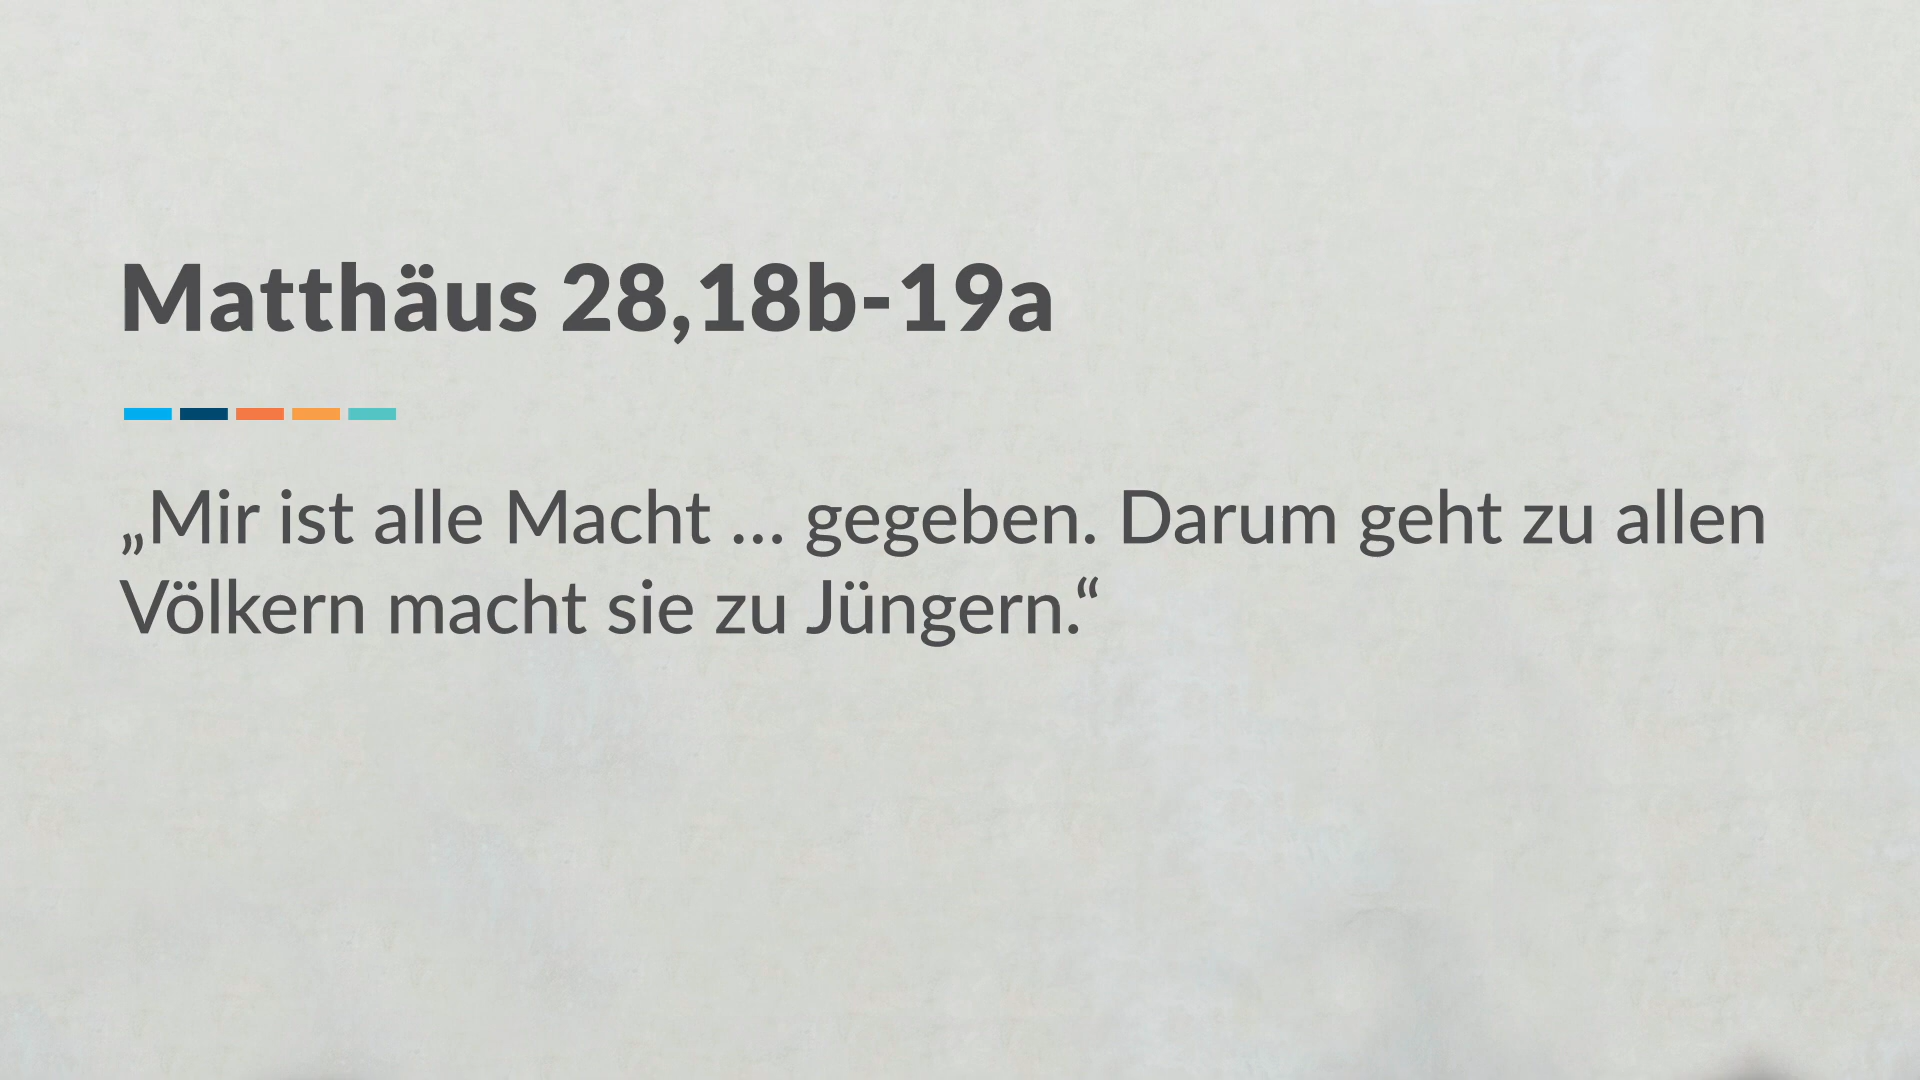 Matthäus 28,18b-19a
„Mir ist alle Macht … gegeben. Darum geht zu allen
Völkern macht sie zu Jüngern.“